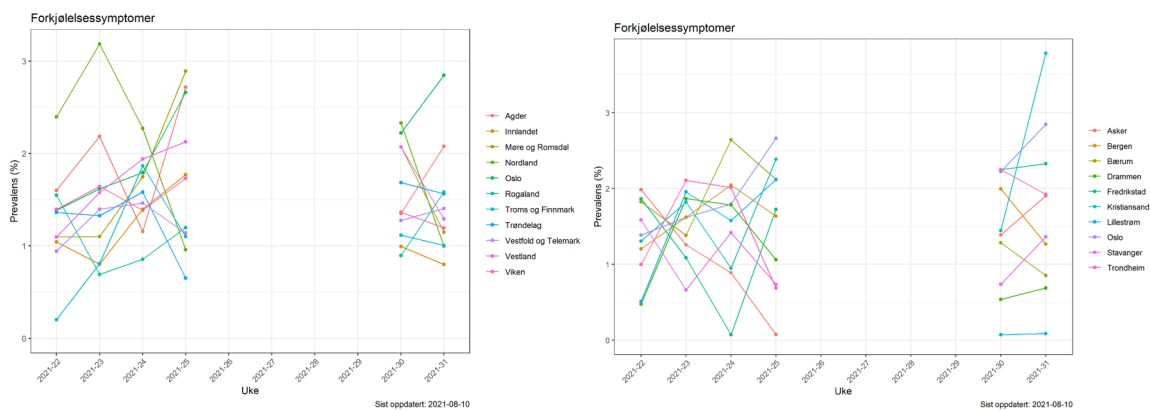 Forkjølelsessymptomer
3
2
1
0
Prevalens (%)
2021-22
2021-23
2021-24
2021-25
2021-26
2021-27
2021-28
2021-29
2021-30
2021-31
Uke
Sist oppdatert: 2021-08-10
Agder
Innlandet
Møre og Romsdal
Nordland
Oslo
Rogaland
Troms og Finnmark
Trøndelag
Vestfold og Telemark
Vestland
Viken
Forkjølelsessymptomer
3
2
1
0
Prevalens (%)
2021-22
2021-23
2021-24
2021-25
2021-26
2021-27
2021-28
2021-29
2021-30
2021-31
Uke
Sist oppdatert: 2021-08-10
Asker
Bergen
Bærum
Drammen
Fredrikstad
Kristiansand
Lillestrøm
Oslo
Stavanger
Trondheim